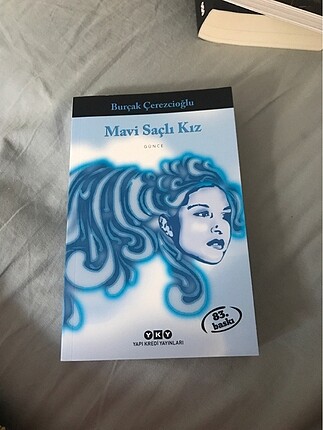 Burçak Çerezcioğlu
Mavi Saçlı Kız
GÜNCE
83.
baskı
YKY
YAPI KREDİ YAYINLARI